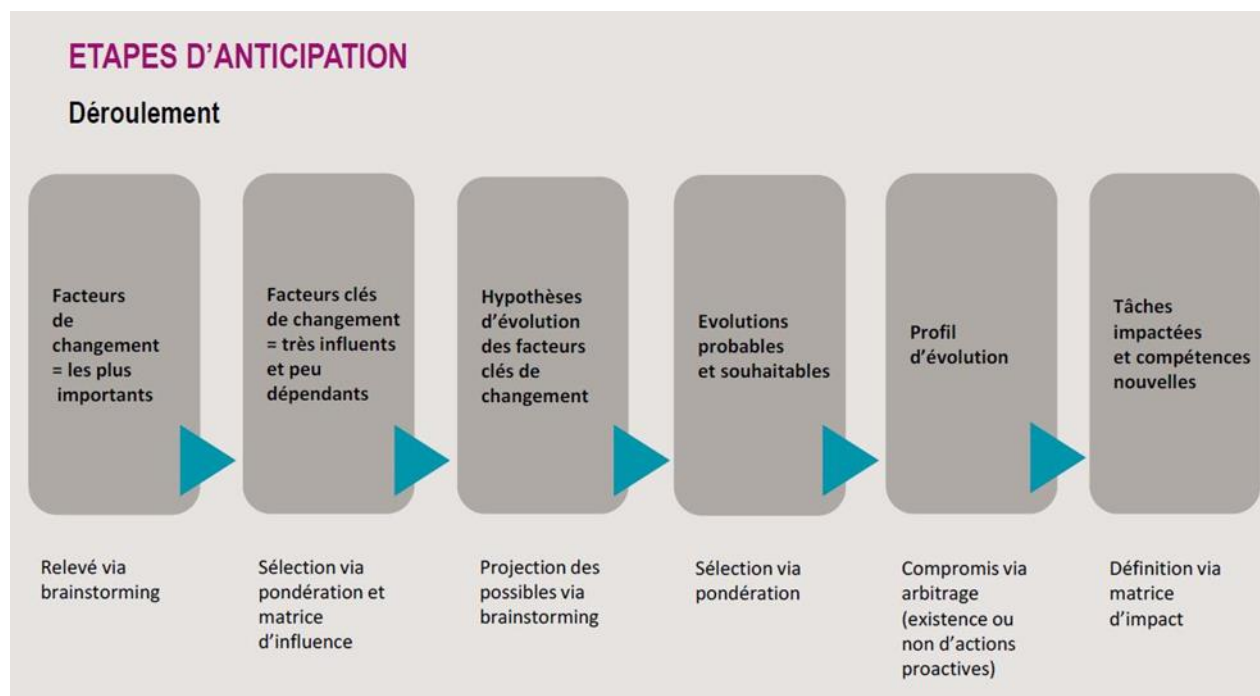 ETAPES D’ANTICIPATION
Déroulement
Facteurs
de
changement
= les plus
importants
Facteurs clés
de changement
= très influents
et peu
dépendants
Hypothèses
d’évolution
des facteurs
clés de
changement
Evolutions
probables
et souhaitables
Profil
d’évolution
Tâches
impactées
et compétences
nouvelles
Relevé via
brainstorming
Sélection via
pondération et
matrice
d’influence
Projection des
possibles via
brainstorming
Sélection via
pondération
Compromis via
arbitrage
(existence ou
non d’actions
proactives)
Définition via
matrice
d’impact